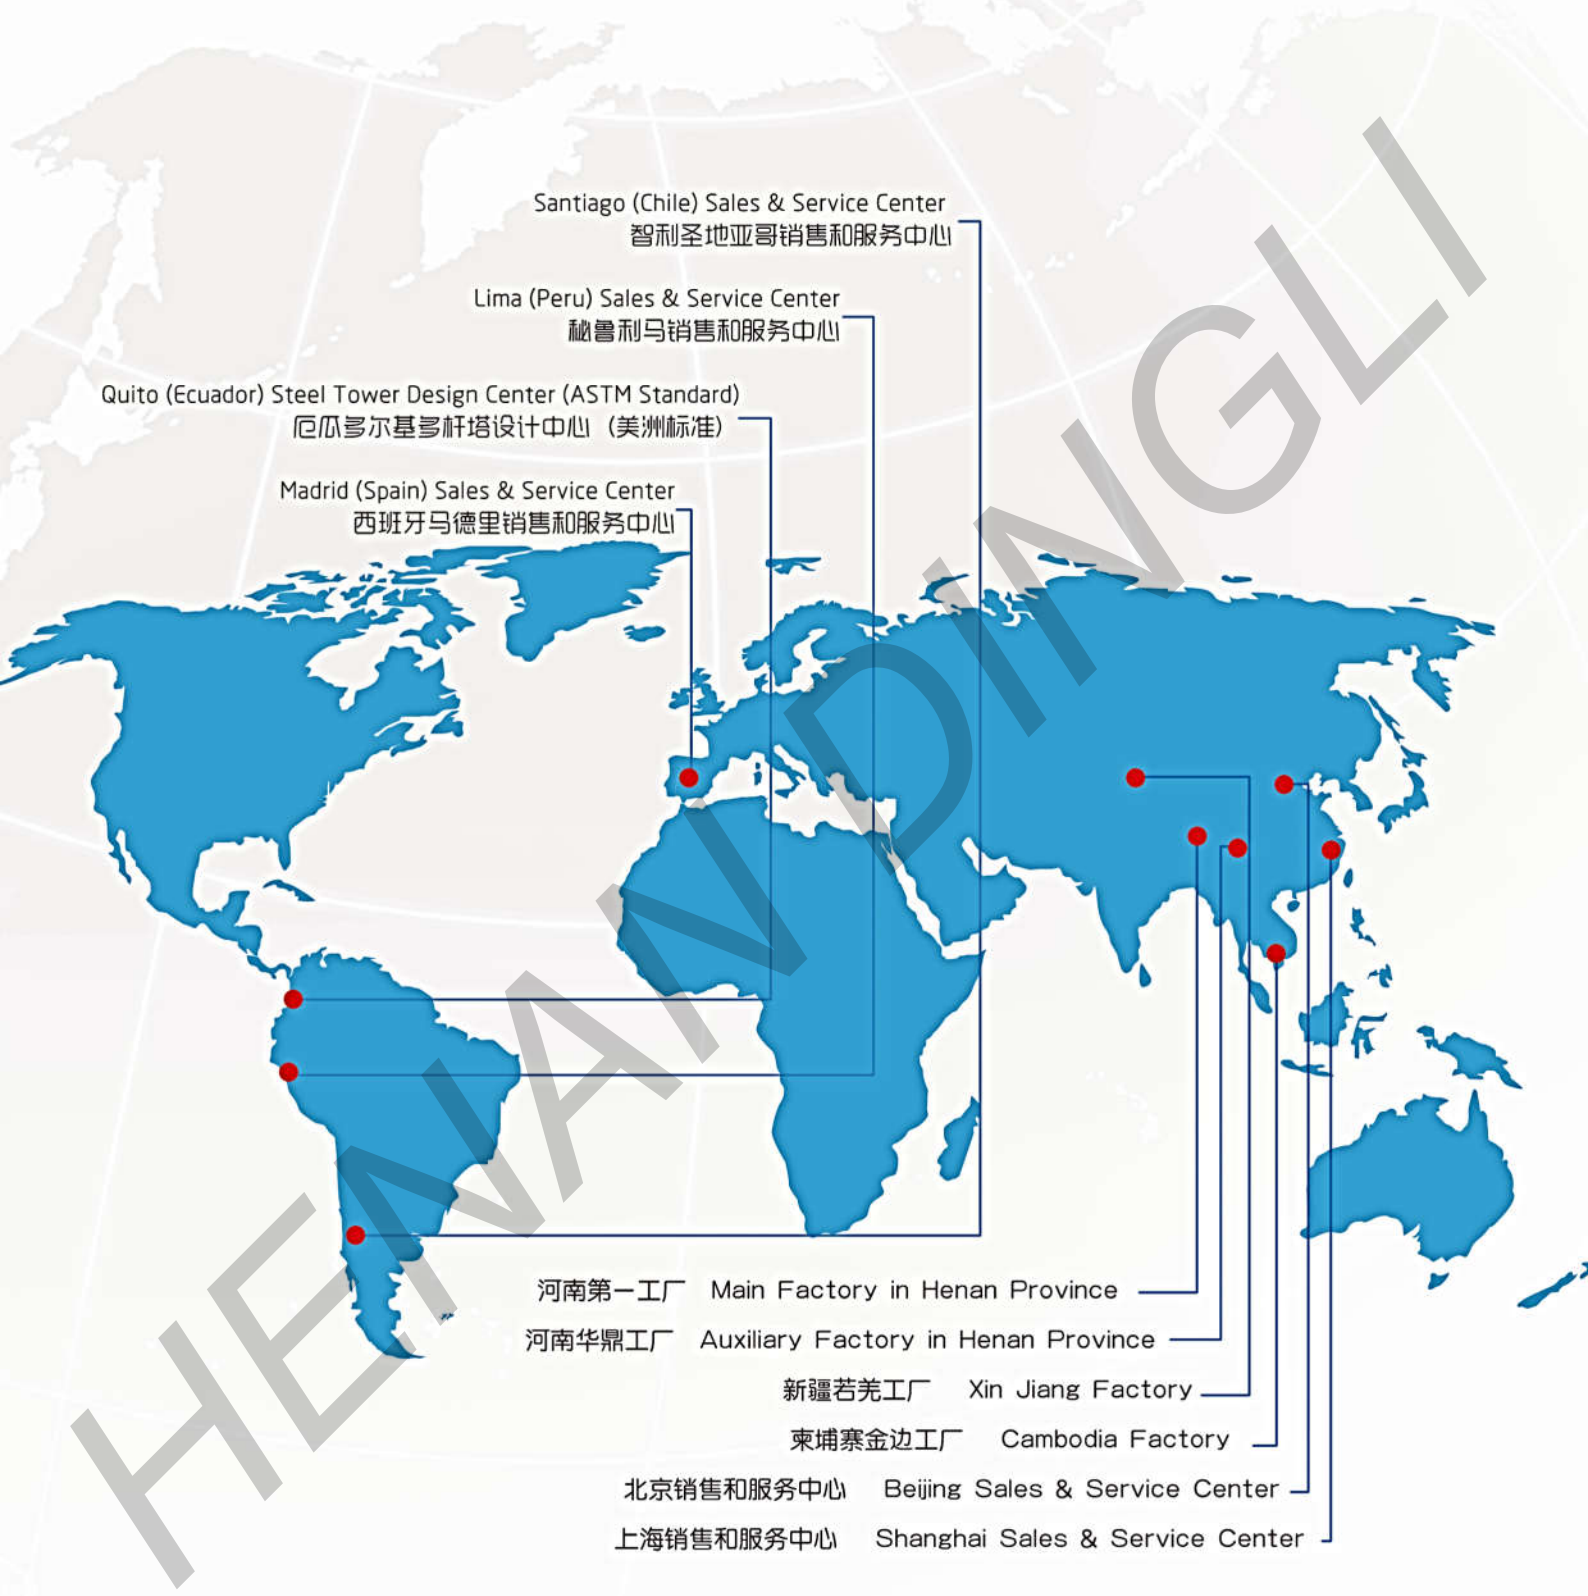 Santiago (Chile) Sales & Service Center
智利圣地亚哥销售和服务中心
Lima (Peru) Sales & Service Center
秘鲁利马销售和服务中心
Quito (Ecuador) Steel Tower Design Center (ASTM Standard)
厄瓜多尔基多杆塔设计中心（美洲标准）
Madrid (Spain) Sales & Service Center
西班牙马德里销售和服务中心
河南第一工厂 Main Factory in Henan Province
河南华鼎工厂 Auxiliary Factory in Henan Province
新疆若羌工厂 Xin Jiang Factory
柬埔寨金边工厂 Cambodia Factory
北京销售和服务中心 Beijing Sales & Service Center
上海销售和服务中心 Shanghai Sales & Service Center
HENAN DINGLI